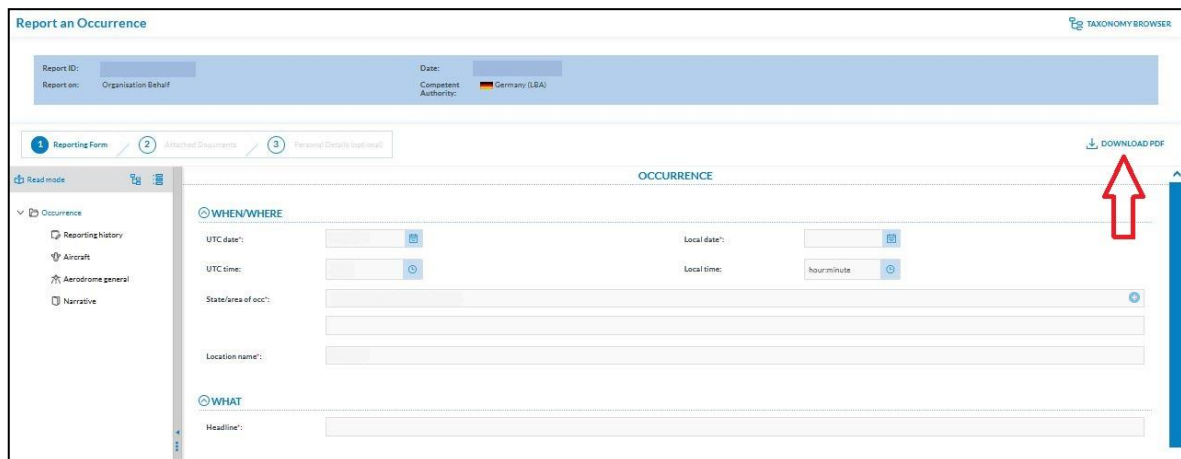 Report an Occurrence
TAXONOMY BROWSER
Report ID:
Date:
Report on: Organisation Behalf
Competent Authority: Germany (LBA)
1 Reporting Form 2 Attached Documents 3 Personal Details (optional)
DOWNLOAD PDF
Read mode
OCCURRENCE
Occurrence
Reporting history
Aircraft
Aerodrome general
Narrative
WHEN/WHERE
UTC date*: Local date*:
UTC time: Local time: hour:minute
State/area of occ*:
Location name*:
WHAT
Headline*: